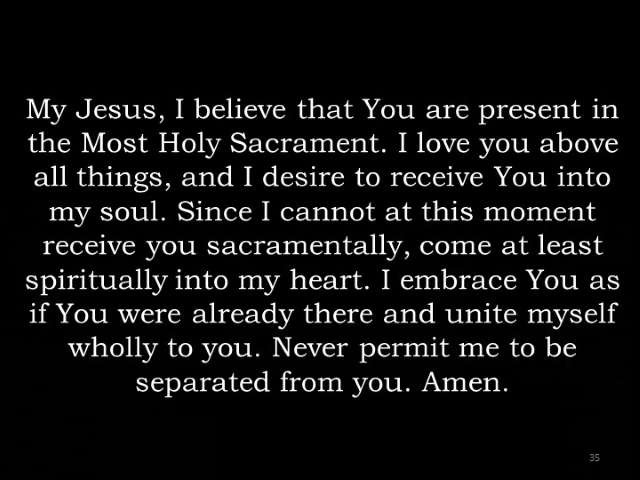 My Jesus, I believe that You are present in
the Most Holy Sacrament. I love you above
all things, and I desire to receive You into
my soul. Since I cannot at this moment
receive you sacramentally, come at least
spiritually into my heart. I embrace You as
if You were already there and unite myself
wholly to you. Never permit me to be
separated from you. Amen.
35